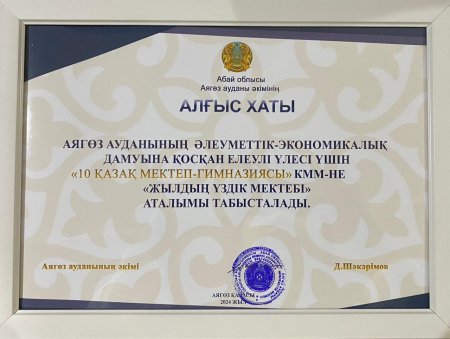 Абай облысы
Аягөз ауданы әкімінің
АЛҒЫС ХАТЫ
АЯГӨЗ АУДАНЫНЫҢ ӘЛЕУМЕТТІК-ЭКОНОМИКАЛЫҚ
ДАМУЫНА ҚОСҚАН ЕЛЕУЛІ ҮЛЕСІ ҮШІН
«10 ҚАЗАҚ МЕКТЕП-ГИМНАЗИЯСЫ» КММ-НЕ
«ЖЫЛДЫҢ ҮЗДІК МЕКТЕБІ»
АТАЛЫМЫ ТАБЫСТАЛАДЫ.
Аягөз ауданының әкімі Д.Шәкәрімов
АЯГӨЗ ҚАЛАСЫ
2024 ЖЫЛ